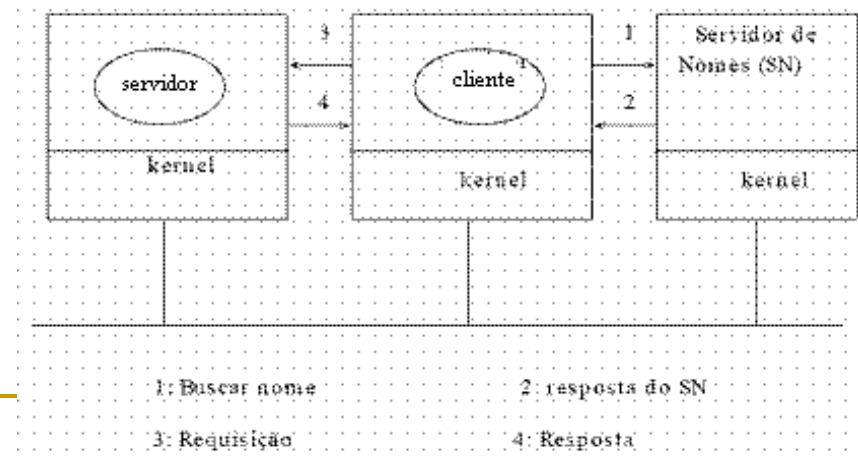 3
1
Servidor de
Nomes (SN)
servidor
cliente
4
2
kernel
kernel
kernel
1: Buscar nome
2: resposta do SN
3: Requisição
4: Resposta